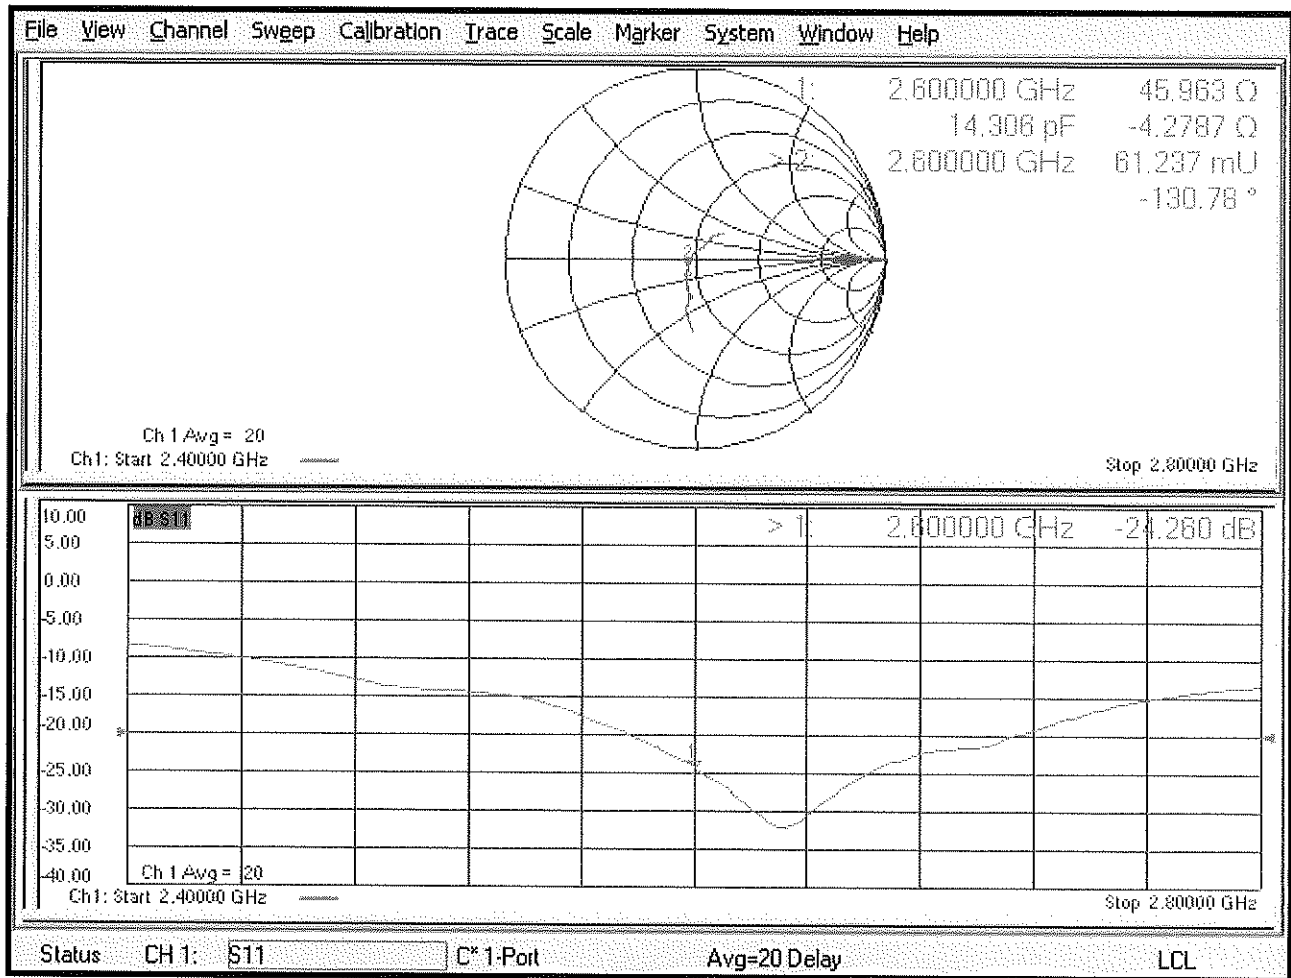 File View Channel Sweep Calibration Trace Scale Marker System Window Help
1: 2.600000 GHz 45.963 Ω
14.306 pF -4.2787 Ω
> 2: 2.600000 GHz 61.237 mU
-130.78 °
Ch 1 Avg = 20
Ch1: Start 2.40000 GHz
Stop 2.80000 GHz
10.00
dB S11
> 1: 2.600000 GHz -24.260 dB
5.00
0.00
-5.00
-10.00
-15.00
-20.00
1
-25.00
-30.00
-35.00
-40.00
Ch 1 Avg = 20
Ch1: Start 2.40000 GHz
Stop 2.80000 GHz
Status CH 1: S11 C* 1-Port Avg=20 Delay LCL